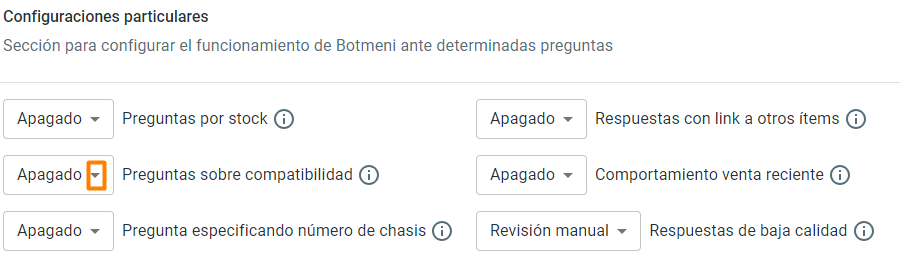 Configuraciones particulares
Sección para configurar el funcionamiento de Botmeni ante determinadas preguntas
Apagado Preguntas por stock
Apagado Respuestas con link a otros ítems
Apagado Preguntas sobre compatibilidad
Apagado Comportamiento venta reciente
Apagado Pregunta especificando número de chasis
Revisión manual Respuestas de baja calidad